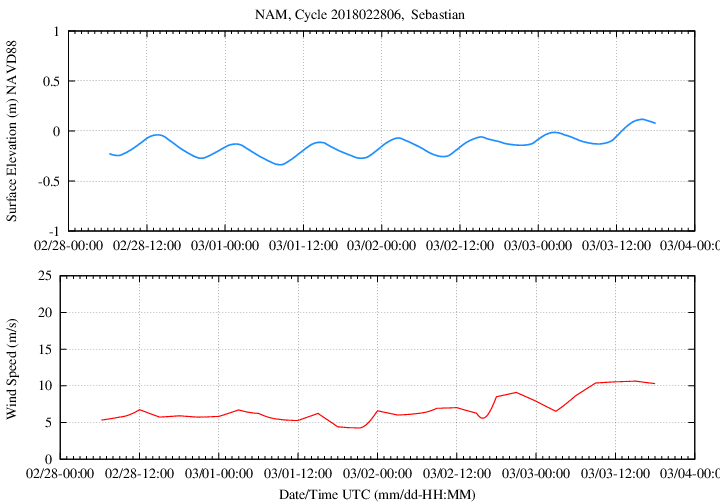 NAM, Cycle 2018022806,  Sebastian
Surface Elevation (m) NAVD88
1
0.5
0
-0.5
-1
02/28-00:00 02/28-12:00 03/01-00:00 03/01-12:00 03/02-00:00 03/02-12:00 03/03-00:00 03/03-12:00 03/04-00:0
Wind Speed (m/s)
25
20
15
10
5
0
02/28-00:00 02/28-12:00 03/01-00:00 03/01-12:00 03/02-00:00 03/02-12:00 03/03-00:00 03/03-12:00 03/04-00:0
Date/Time UTC (mm/dd-HH:MM)